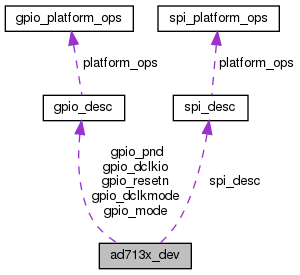 gpio_platform_ops
spi_platform_ops
platform_ops
platform_ops
gpio_desc
spi_desc
gpio_pnd
gpio_dclkio
gpio_resetn
gpio_dclkmode
gpio_mode
spi_desc
ad713x_dev